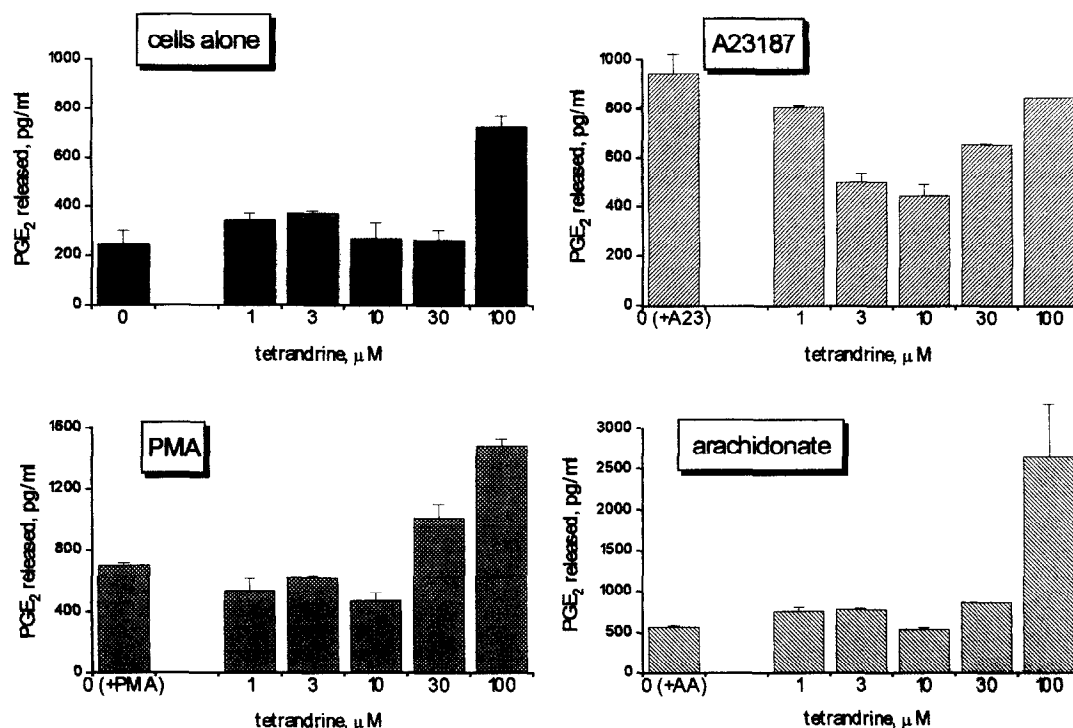 cells alone
PGE₂ released, pg/ml
1000
800
600
400
200
0
0 1 3 10 30 100
tetrandrine, μM
A23187
PGE₂ released, pg/ml
1000
800
600
400
200
0
0 (+A23) 1 3 10 30 100
tetrandrine, μM
PMA
PGE₂ released, pg/ml
1600
1200
800
400
0
0 (+PMA) 1 3 10 30 100
tetrandrine, μM
arachidonate
PGE₂ released, pg/ml
3000
2500
2000
1500
1000
500
0
0 (+AA) 1 3 10 30 100
tetrandrine, μM